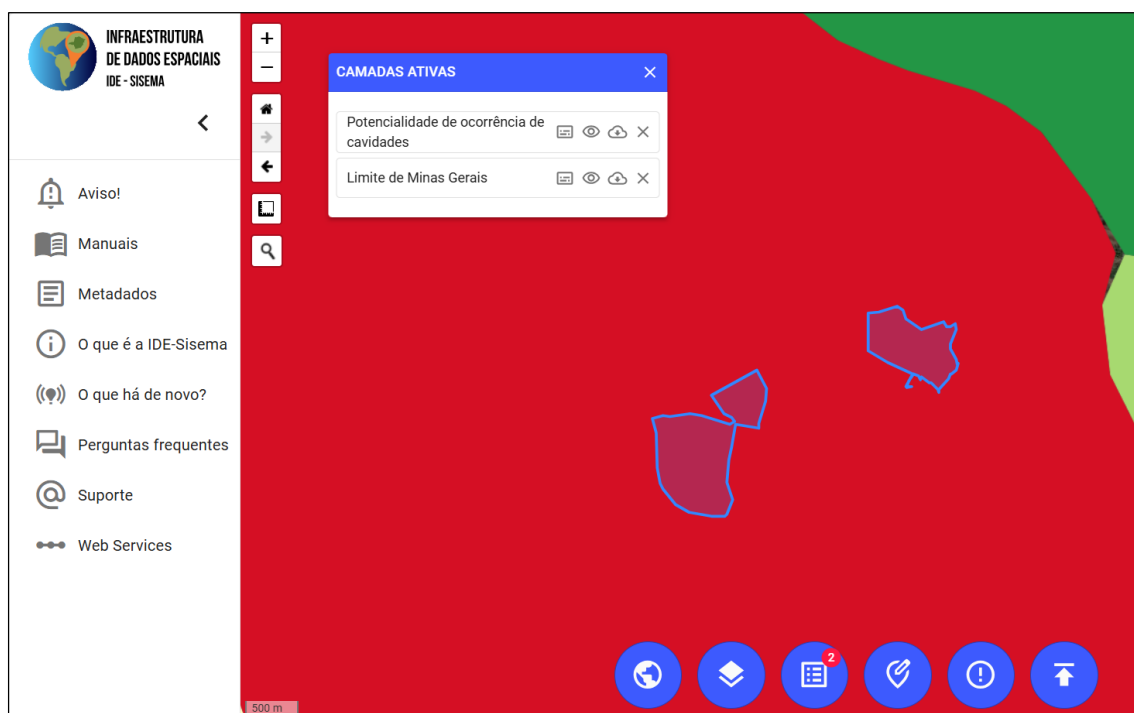 INFRAESTRUTURA
DE DADOS ESPACIAIS
IDE - SISEMA
Aviso!
Manuais
Metadados
O que é a IDE-Sisema
O que há de novo?
Perguntas frequentes
Suporte
Web Services
+
−
CAMADAS ATIVAS
Potencialidade de ocorrência de
cavidades
Limite de Minas Gerais
2
500 m